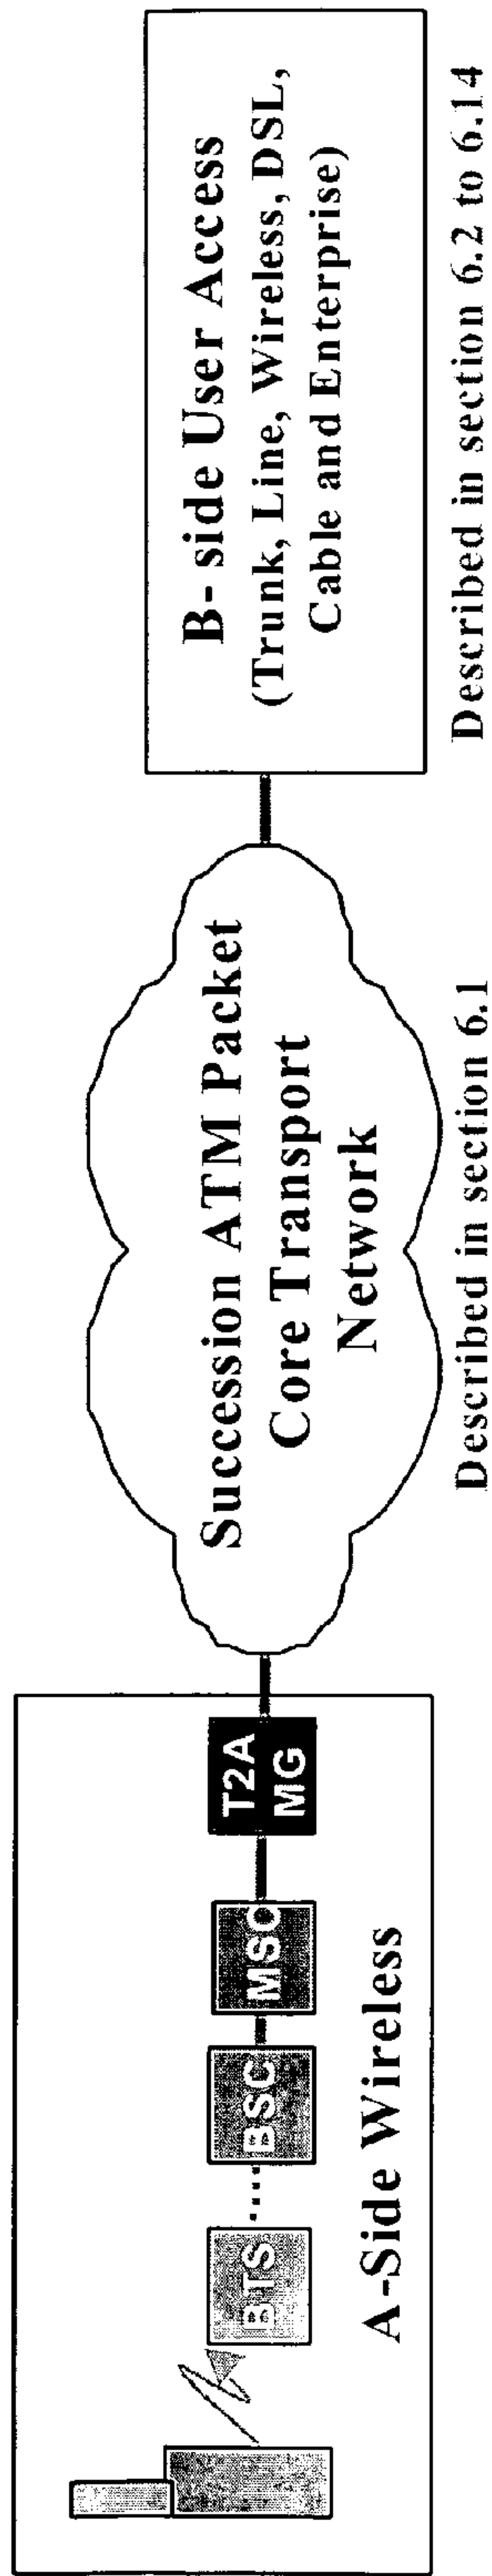 BTS
BSC
MSC
T2A
MG
A-Side Wireless
Succession ATM Packet
Core Transport
Network
Described in section 6.1
B- side User Access
(Trunk, Line, Wireless, DSL,
Cable and Enterprise)
Described in section 6.2 to 6.14